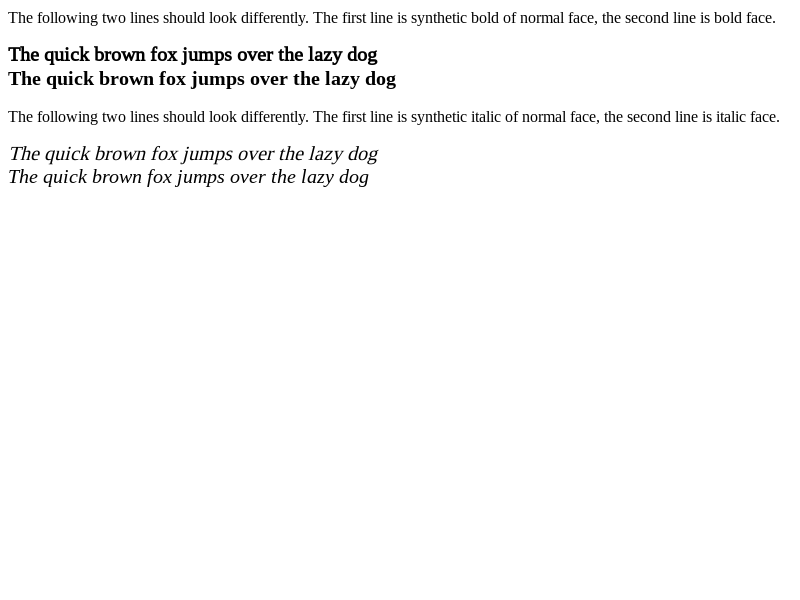 The following two lines should look differently. The first line is synthetic bold of normal face, the second line is bold face.
The quick brown fox jumps over the lazy dog
The quick brown fox jumps over the lazy dog
The following two lines should look differently. The first line is synthetic italic of normal face, the second line is italic face.
The quick brown fox jumps over the lazy dog
The quick brown fox jumps over the lazy dog